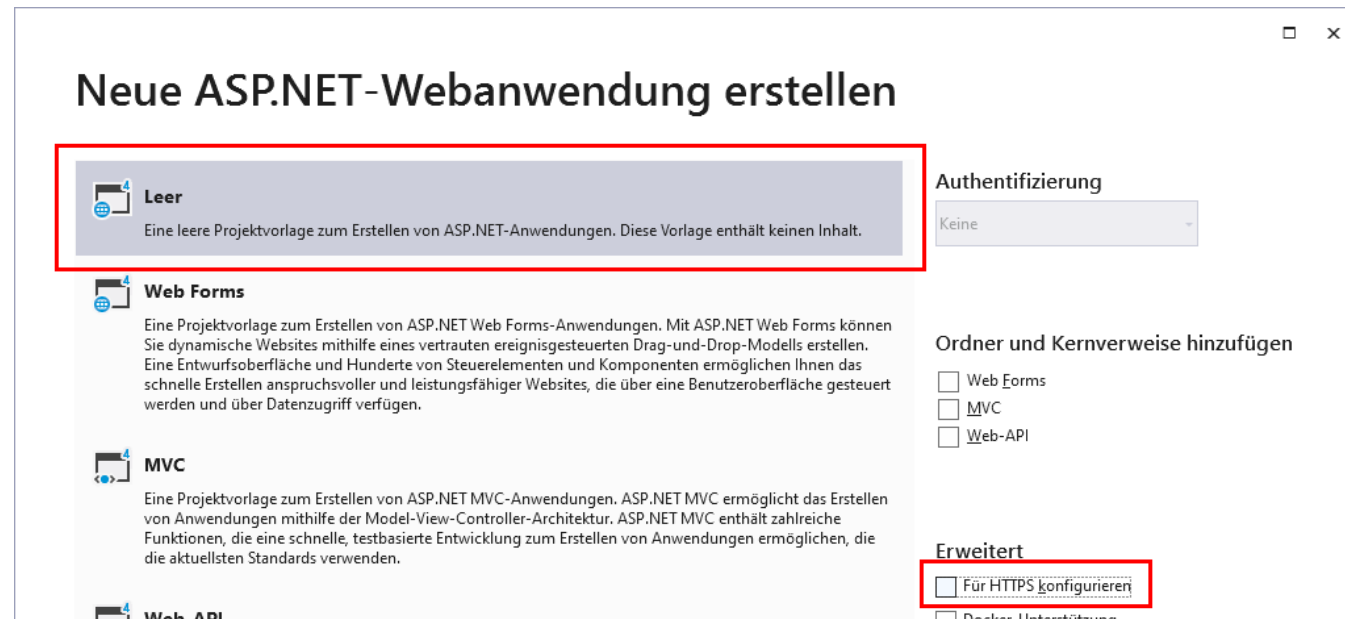 Neue ASP.NET-Webanwendung erstellen
Leer
Eine leere Projektvorlage zum Erstellen von ASP.NET-Anwendungen. Diese Vorlage enthält keinen Inhalt.
Web Forms
Eine Projektvorlage zum Erstellen von ASP.NET Web Forms-Anwendungen. Mit ASP.NET Web Forms können
Sie dynamische Websites mithilfe eines vertrauten ereignisgesteuerten Drag-und-Drop-Modells erstellen.
Eine Entwurfsoberfläche und Hunderte von Steuerelementen und Komponenten ermöglichen Ihnen das
schnelle Erstellen anspruchsvoller und leistungsfähiger Websites, die über eine Benutzeroberfläche gesteuert
werden und über Datenzugriff verfügen.
MVC
Eine Projektvorlage zum Erstellen von ASP.NET MVC-Anwendungen. ASP.NET MVC ermöglicht das Erstellen
von Anwendungen mithilfe der Model-View-Controller-Architektur. ASP.NET MVC enthält zahlreiche
Funktionen, die eine schnelle, testbasierte Entwicklung zum Erstellen von Anwendungen ermöglichen, die
die aktuellsten Standards verwenden.
Web-API
Authentifizierung
Keine
Ordner und Kernverweise hinzufügen
Web Forms
MVC
Web-API
Erweitert
Für HTTPS konfigurieren
Docker-Unterstützung